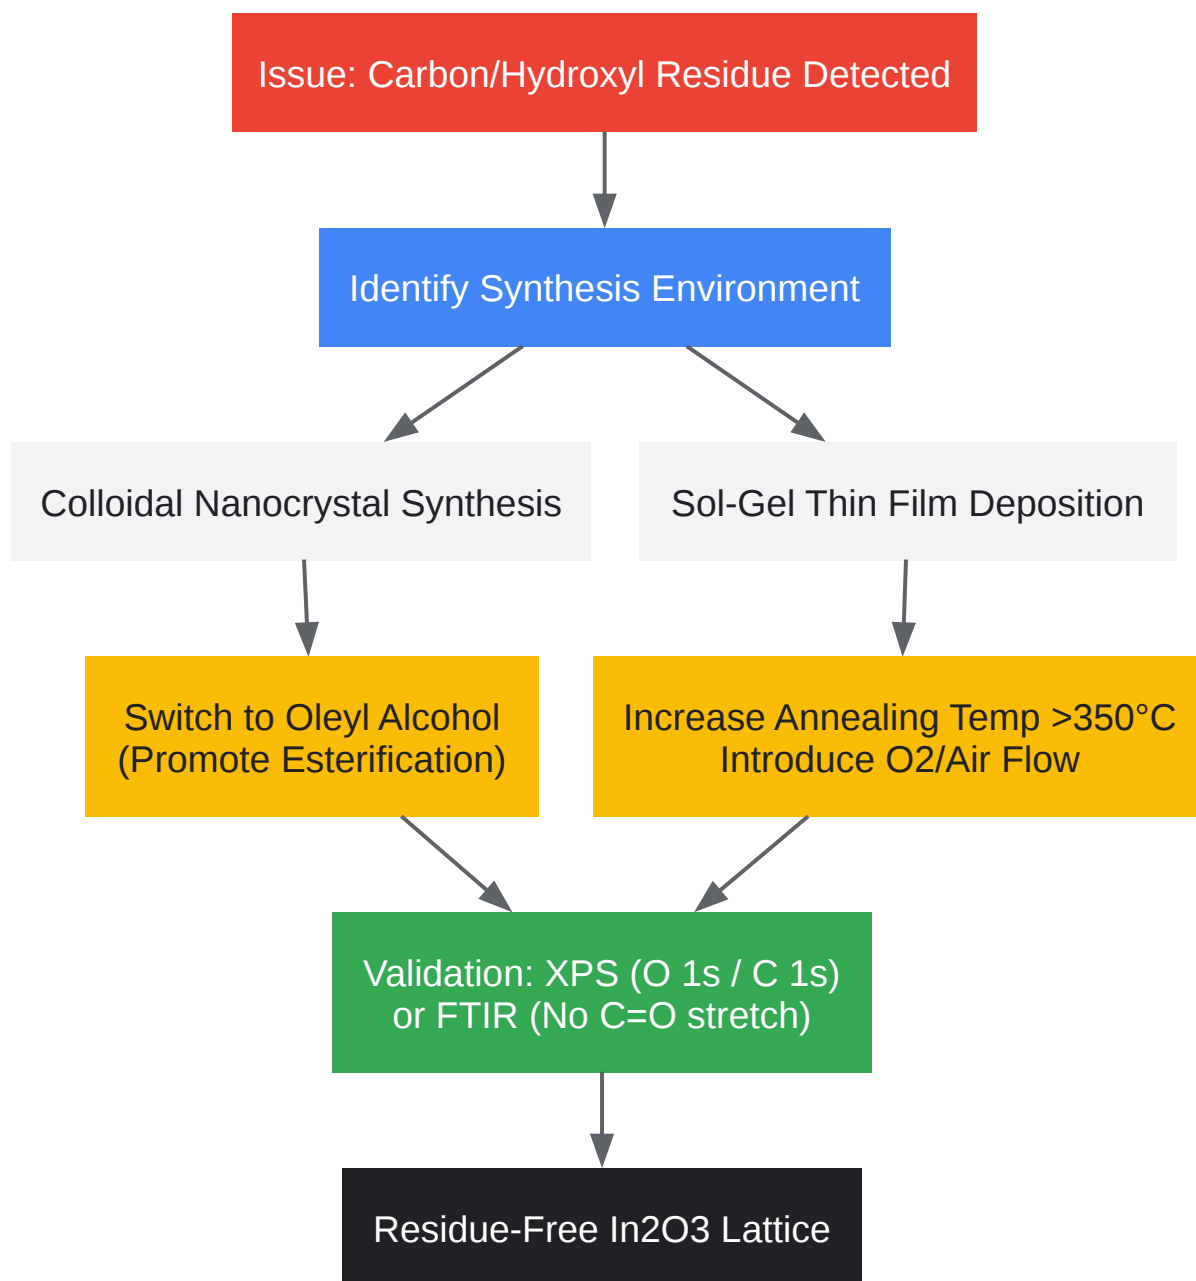 Issue: Carbon/Hydroxyl Residue Detected
Identify Synthesis Environment
Colloidal Nanocrystal Synthesis
Sol-Gel Thin Film Deposition
Switch to Oleyl Alcohol
(Promote Esterification)
Increase Annealing Temp >350°C
Introduce O2/Air Flow
Validation: XPS (O 1s / C 1s)
or FTIR (No C=O stretch)
Residue-Free In2O3 Lattice